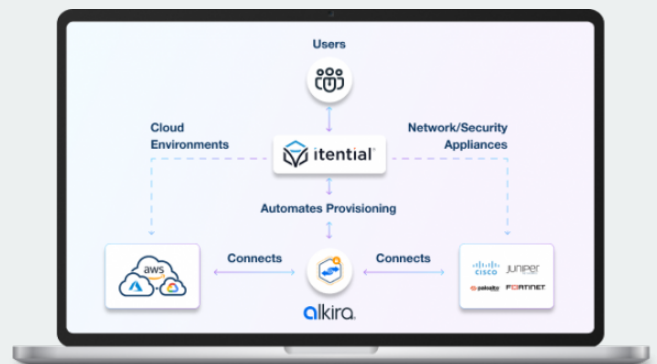 Users
Cloud
Environments
Network/Security
Appliances
itential
Automates Provisioning
aws
Connects
Connects
CISCO
JUNIPER
paloalto
FORTINET
alkira